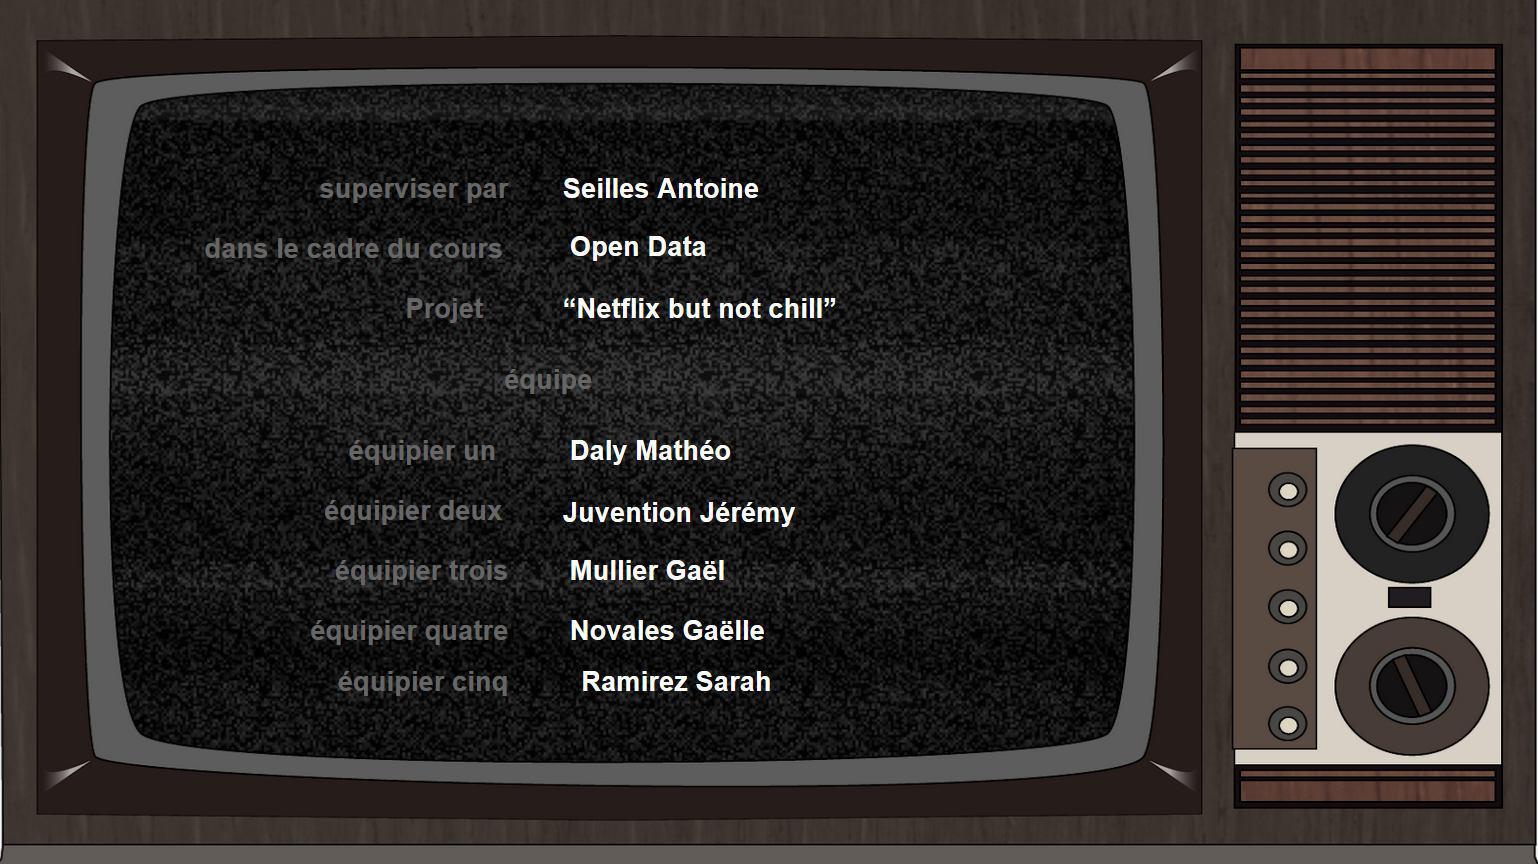 superviser par Seilles Antoine
dans le cadre du cours Open Data
Projet “Netflix but not chill”
équipe
équipier un Daly Mathéo
équipier deux Juvention Jérémy
équipier trois Mullier Gaël
équipier quatre Novales Gaëlle
équipier cinq Ramirez Sarah